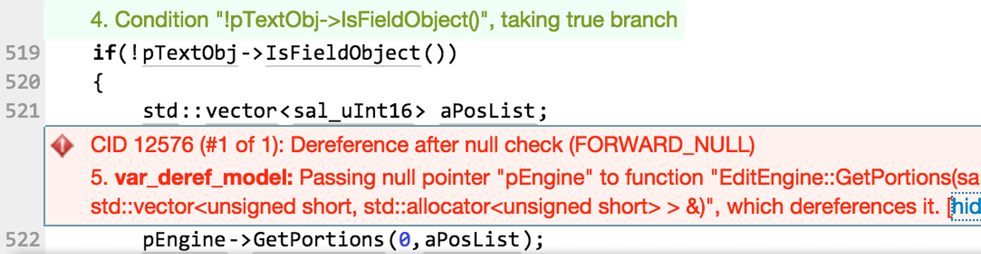 4. Condition "!pTextObj->IsFieldObject()", taking true branch
519 if(!pTextObj->IsFieldObject())
520 {
521 std::vector<sal_uInt16> aPosList;
CID 12576 (#1 of 1): Dereference after null check (FORWARD_NULL)
5. var_deref_model: Passing null pointer "pEngine" to function "EditEngine::GetPortions(sa
std::vector<unsigned short, std::allocator<unsigned short> > &)", which dereferences it. [hid
522 pEngine->GetPortions(0,aPosList);